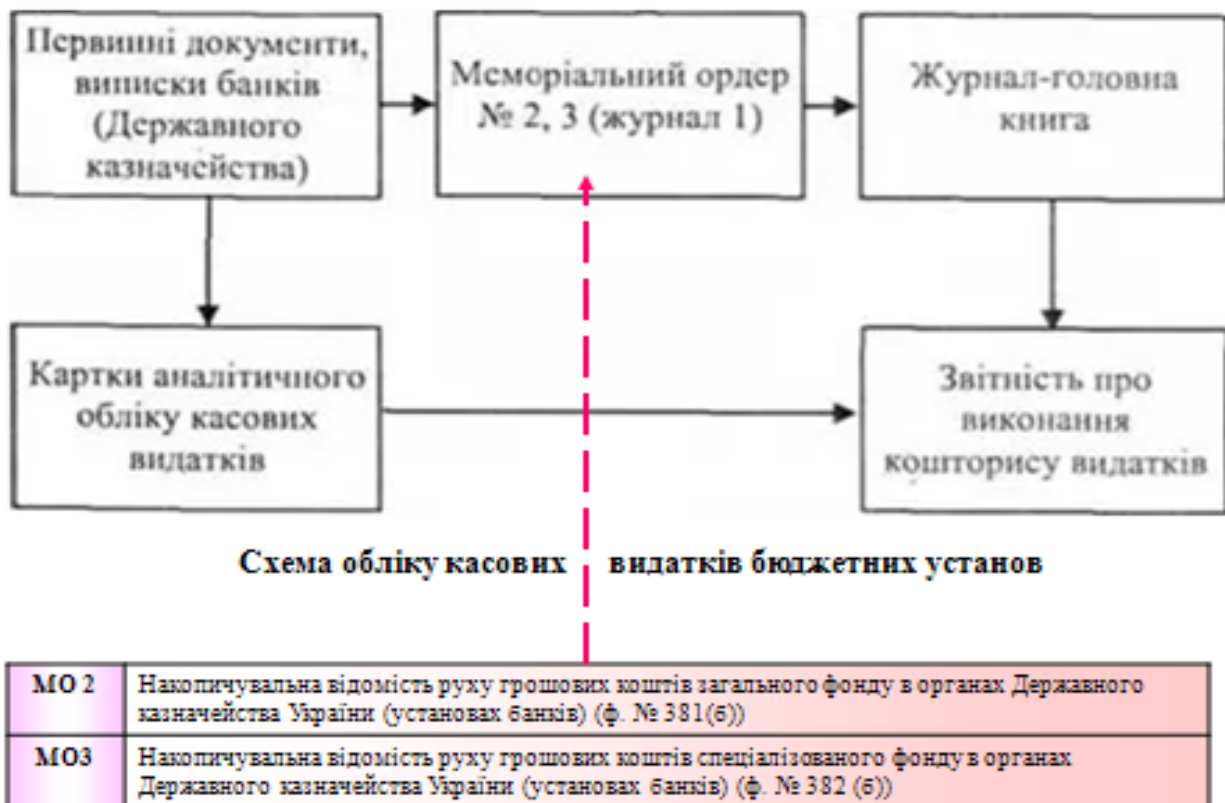 Первинні документи,
виписки банків
(Державного
казначейства)
Меморіальний ордер
№ 2, 3 (журнал 1)
Журнал-головна
книга
Картки аналітичного
обліку касових
видатків
Звітність про
виконання
кошторису видатків
Схема обліку касових видатків бюджетних установ
МО 2 Накопичувальна відомість руху грошових коштів загального фонду в органах Державного
казначейства України (установах банків) (ф. № 381(б))
МО3 Накопичувальна відомість руху грошових коштів спеціалізованого фонду в органах
Державного казначейства України (установах банків) (ф. № 382 (б))